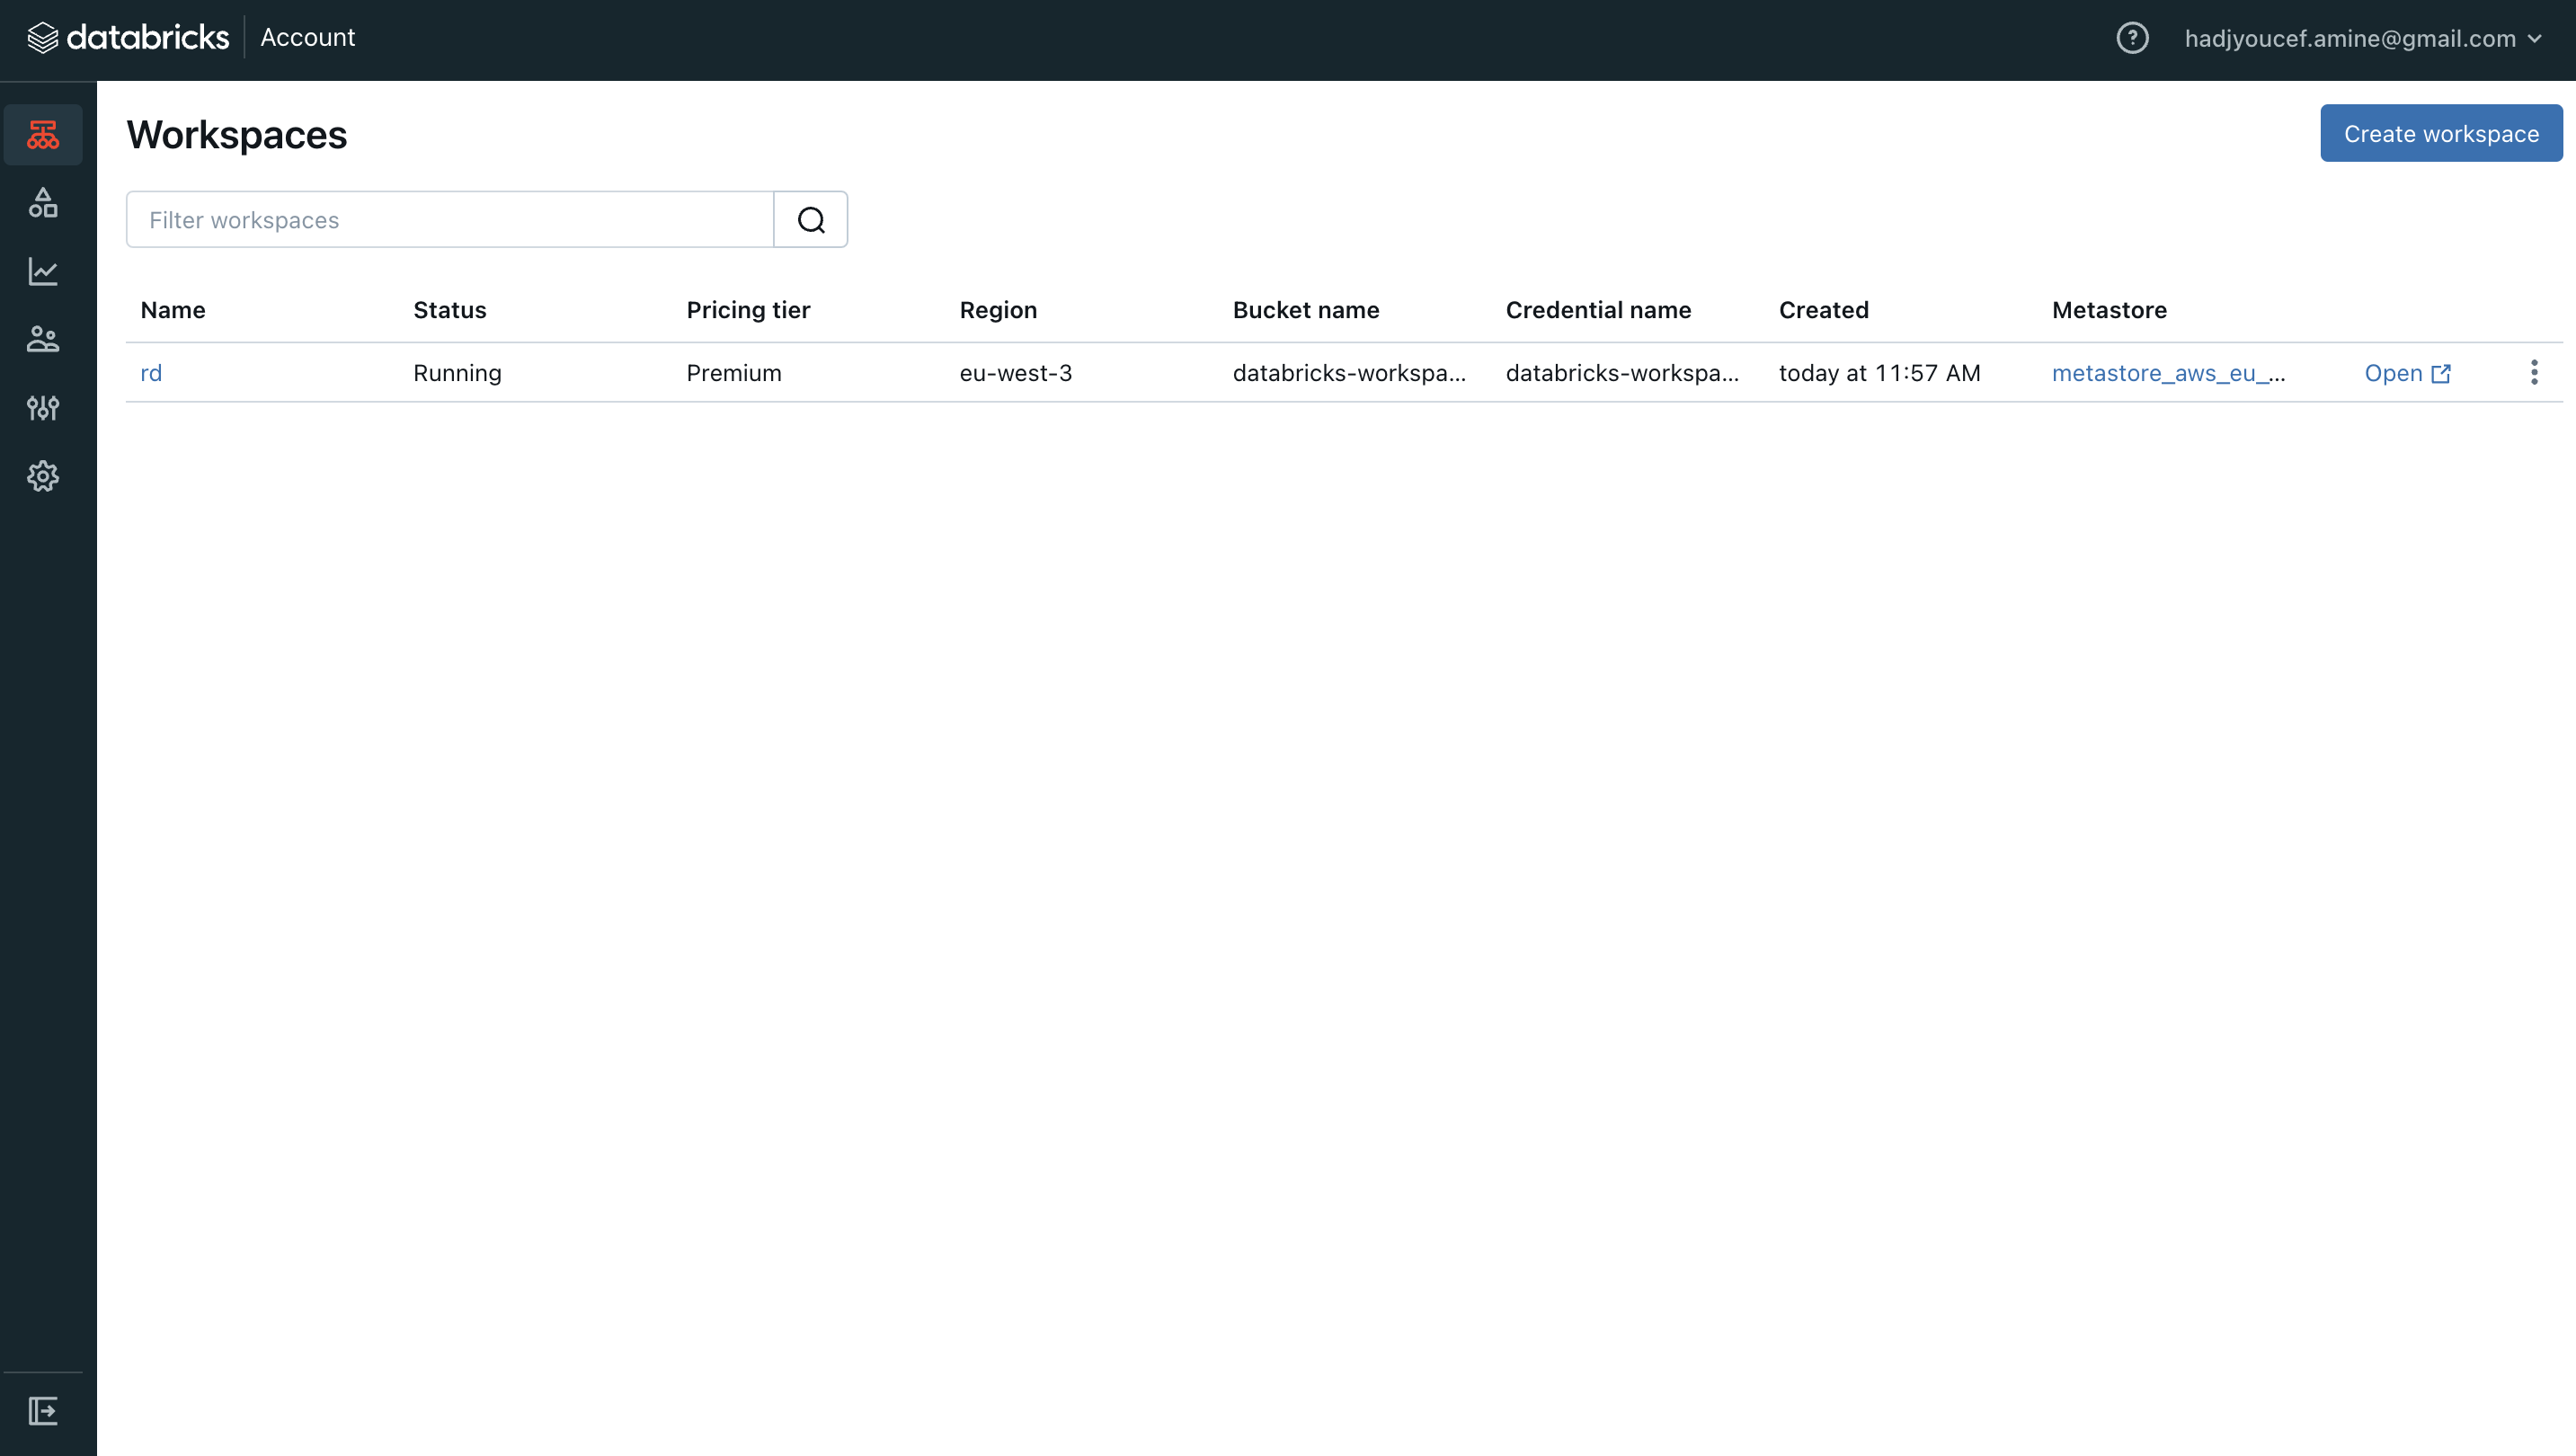 databricks Account
? hadjyoucef.amine@gmail.com
Workspaces
Create workspace
Filter workspaces
Name Status Pricing tier Region Bucket name Credential name Created Metastore
rd Running Premium eu-west-3 databricks-workspa... databricks-workspa... today at 11:57 AM metastore_aws_eu_... Open